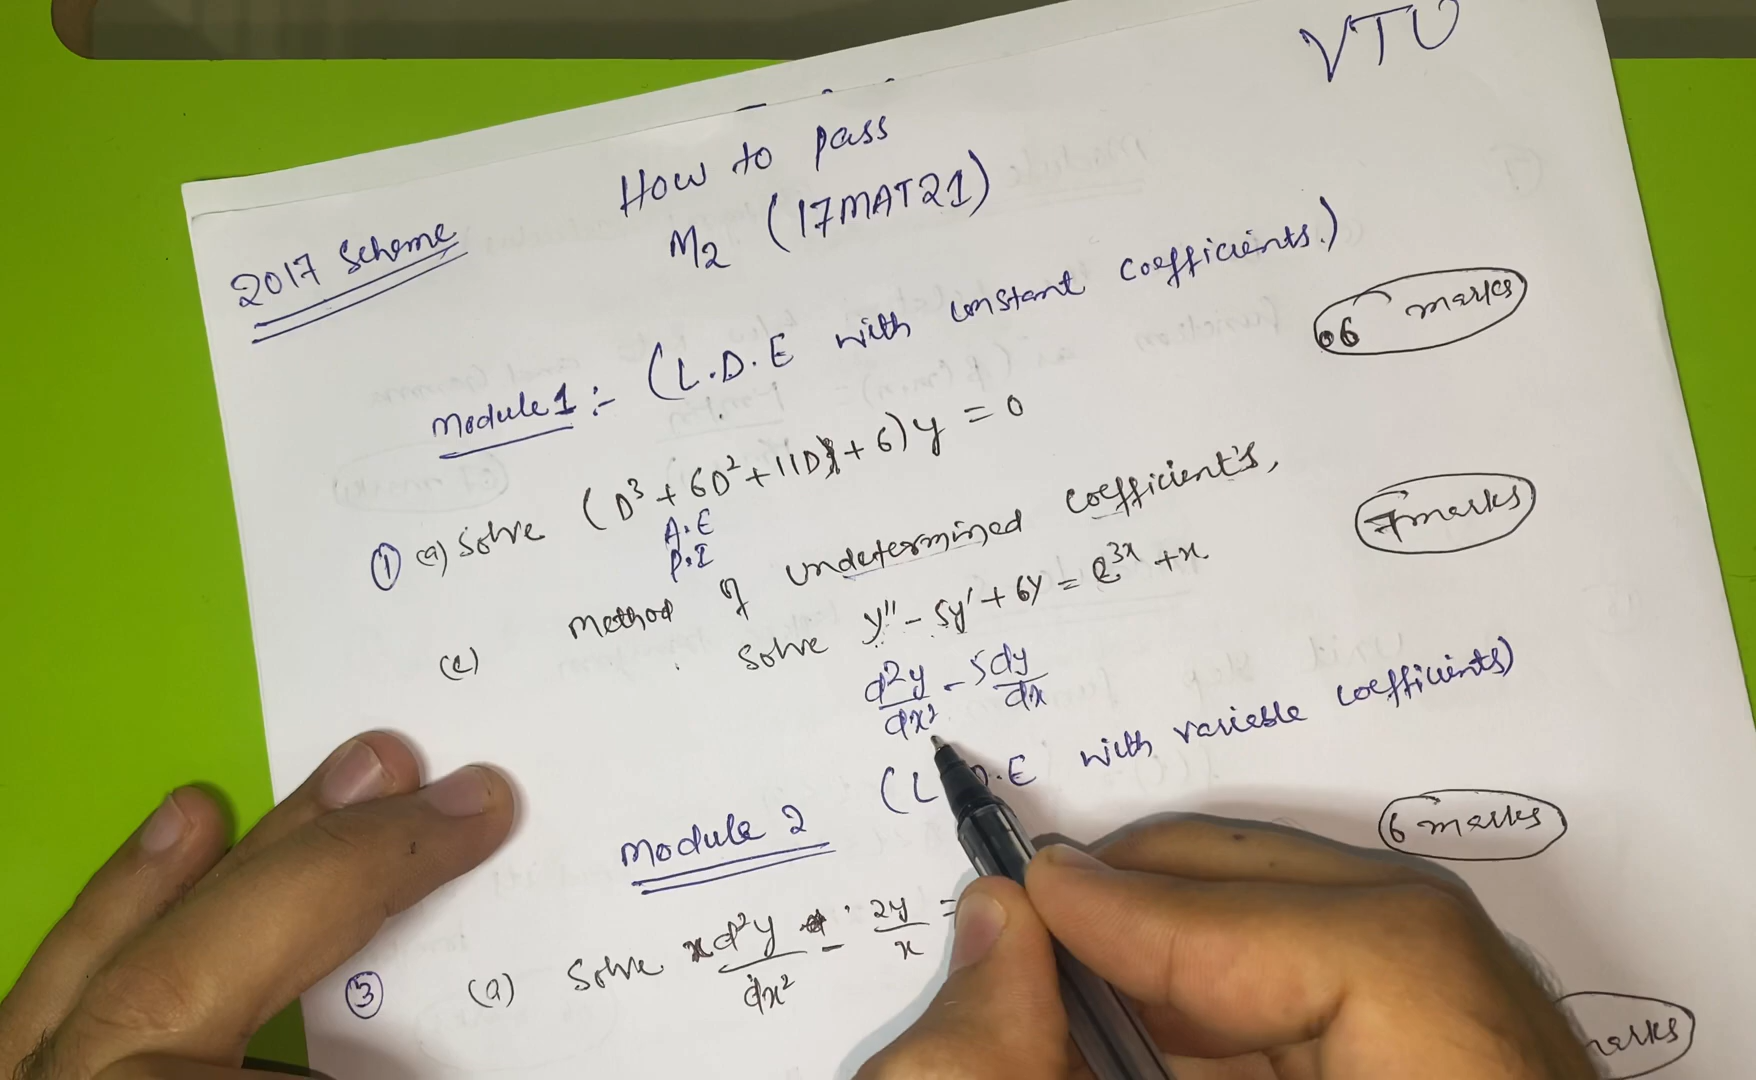 VTU
How to pass
M2 (17MAT21)
2017 Scheme
Module 1 :- (L.D.E with constant coefficients.)
06 marks
① (a) Solve (D³ + 6D² + 11D + 6) y = 0
A.E
P.I
(c) Method of undetermined coefficient's,
7 marks
Solve y'' - 5y' + 6y = e³ˣ + x
d²y/dx² - 5dy/dx
Module 2 (L.D.E with variable coefficients)
6 marks
③ (a) Solve x d²y/dx² - 2y/x =
marks